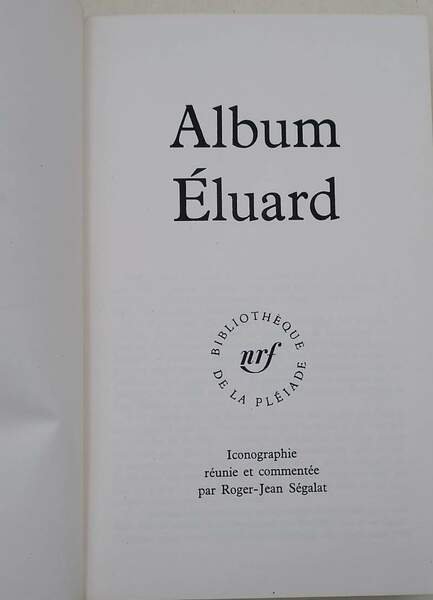 Album
Éluard
BIBLIOTHÈQUE
DE LA PLÉIADE
nrf
Iconographie
réunie et commentée
par Roger-Jean Ségalat